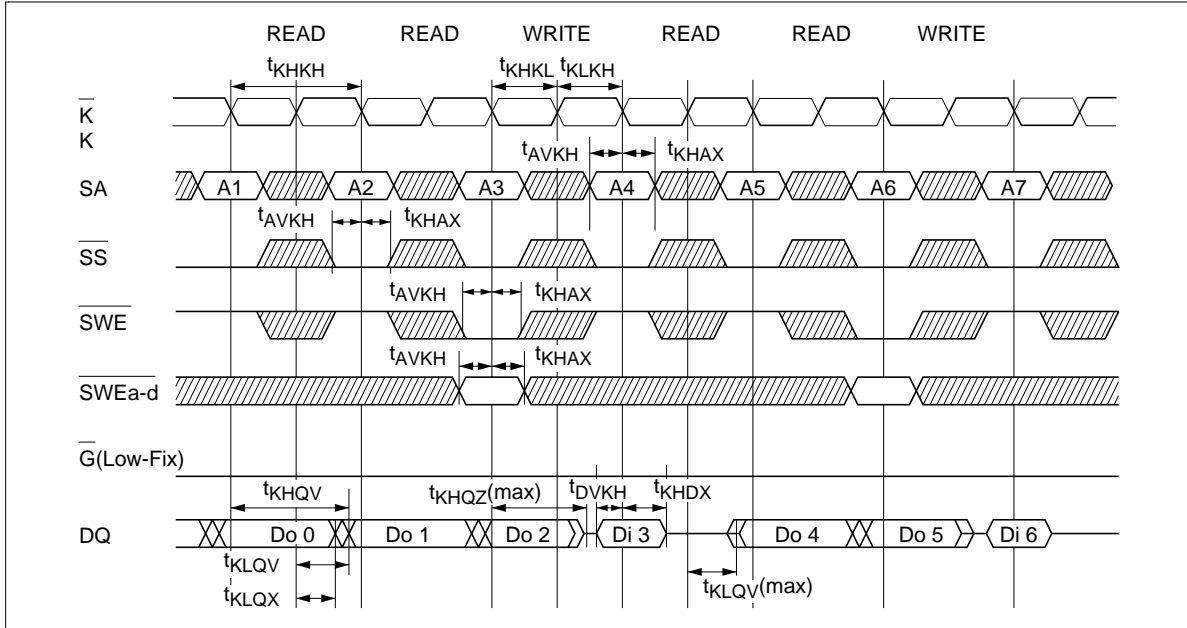 READ READ WRITE READ READ WRITE
tKHKH tKHKL tKLKH
K
K
tAVKH tKHAX
SA A1 A2 A3 A4 A5 A6 A7
tAVKH tKHAX
SS
tAVKH tKHAX
SWE
tAVKH tKHAX
SWEa-d
G(Low-Fix)
tKHQV tKHQZ(max) tDVKH tKHDX
DQ Do 0 Do 1 Do 2 Di 3 Do 4 Do 5 Di 6
tKLQV tKLQV(max)
tKLQX